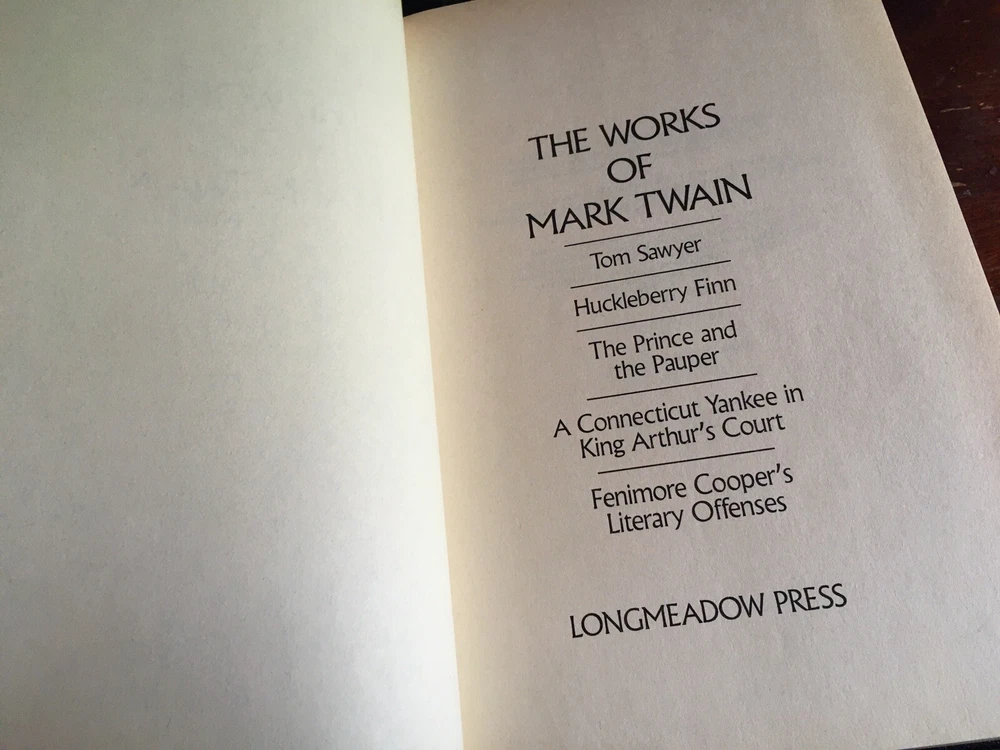 THE WORKS
OF
MARK TWAIN
Tom Sawyer
Huckleberry Finn
The Prince and
the Pauper
A Connecticut Yankee in
King Arthur's Court
Fenimore Cooper's
Literary Offenses
LONGMEADOW PRESS